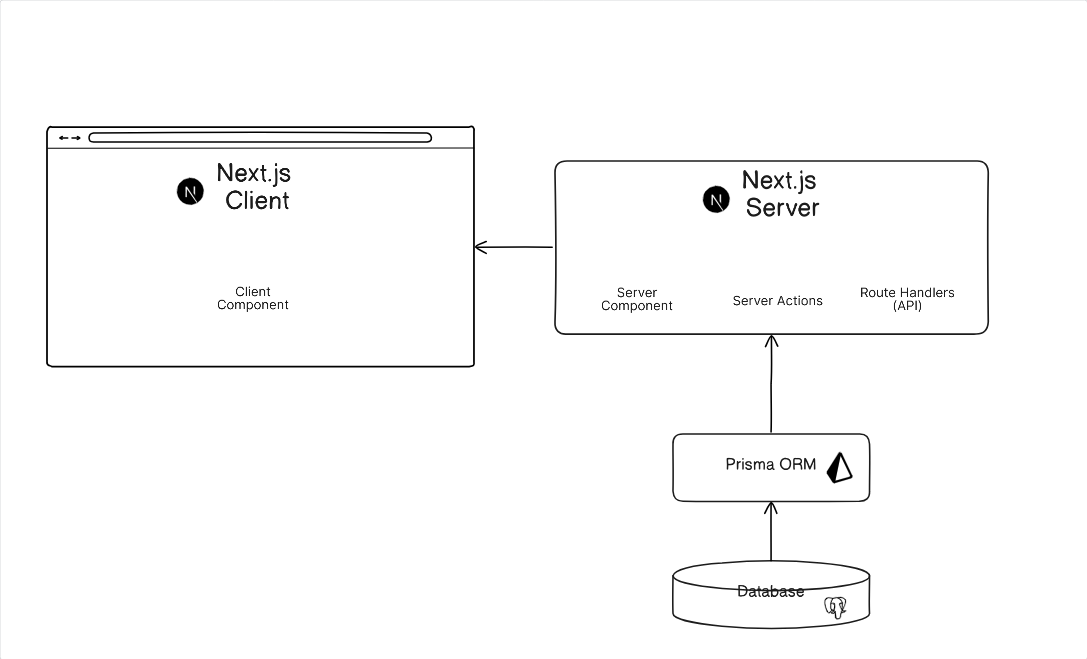 Next.js
Client
Client
Component
Next.js
Server
Server
Component
Server Actions
Route Handlers
(API)
Prisma ORM
Database